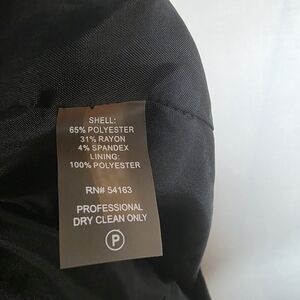 SHELL:
65% POLYESTER
31% RAYON
4% SPANDEX
LINING:
100% POLYESTER
RN# 54163
PROFESSIONAL
DRY CLEAN ONLY
P